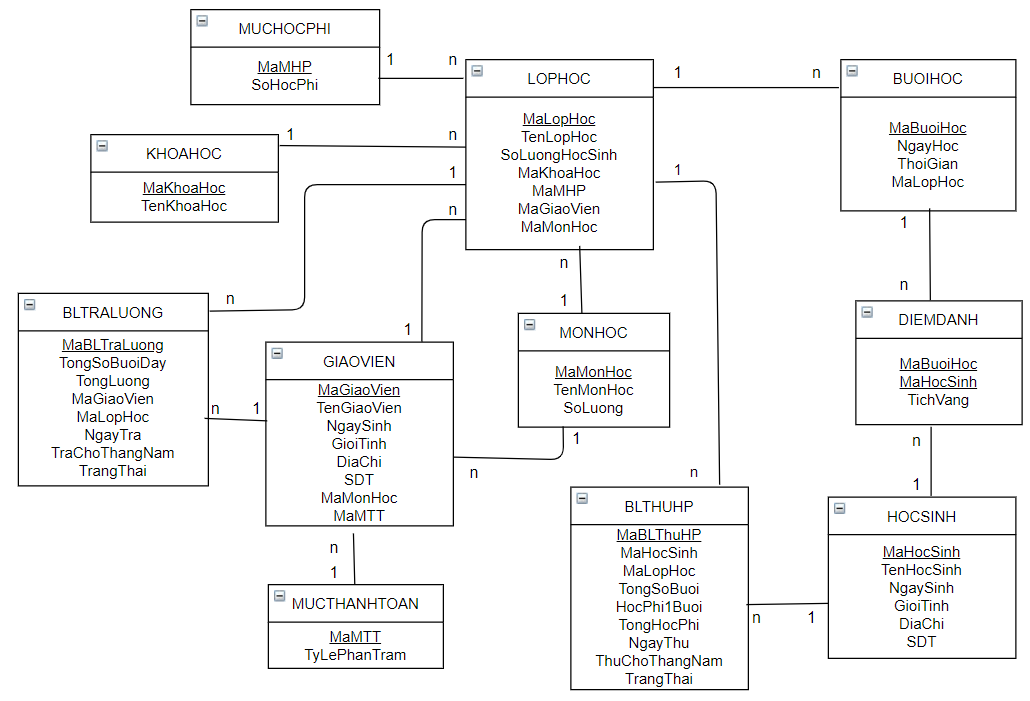 MUCHOCPHI
MaMHP
SoHocPhi
1
n
LOPHOC
MaLopHoc
TenLopHoc
SoLuongHocSinh
MaKhoaHoc
MaMHP
MaGiaoVien
MaMonHoc
1
n
BUOIHOC
MaBuoiHoc
NgayHoc
ThoiGian
MaLopHoc
KHOAHOC
MaKhoaHoc
TenKhoaHoc
1
n
1
n
1
n
1
n
1
1
n
n
1
BLTRALUONG
MaBLTraLuong
TongSoBuoiDay
TongLuong
MaGiaoVien
MaLopHoc
NgayTra
TraChoThangNam
TrangThai
n
1
GIAOVIEN
MaGiaoVien
TenGiaoVien
NgaySinh
GioiTinh
DiaChi
SDT
MaMonHoc
MaMTT
MONHOC
MaMonHoc
TenMonHoc
SoLuong
1
n
n
DIEMDANH
MaBuoiHoc
MaHocSinh
TichVang
n
1
n
1
MUCTHANHTOAN
MaMTT
TyLePhanTram
BLTHUHP
MaBLThuHP
MaHocSinh
MaLopHoc
TongSoBuoi
HocPhi1Buoi
TongHocPhi
NgayThu
ThuChoThangNam
TrangThai
n
1
HOCSINH
MaHocSinh
TenHocSinh
NgaySinh
GioiTinh
DiaChi
SDT